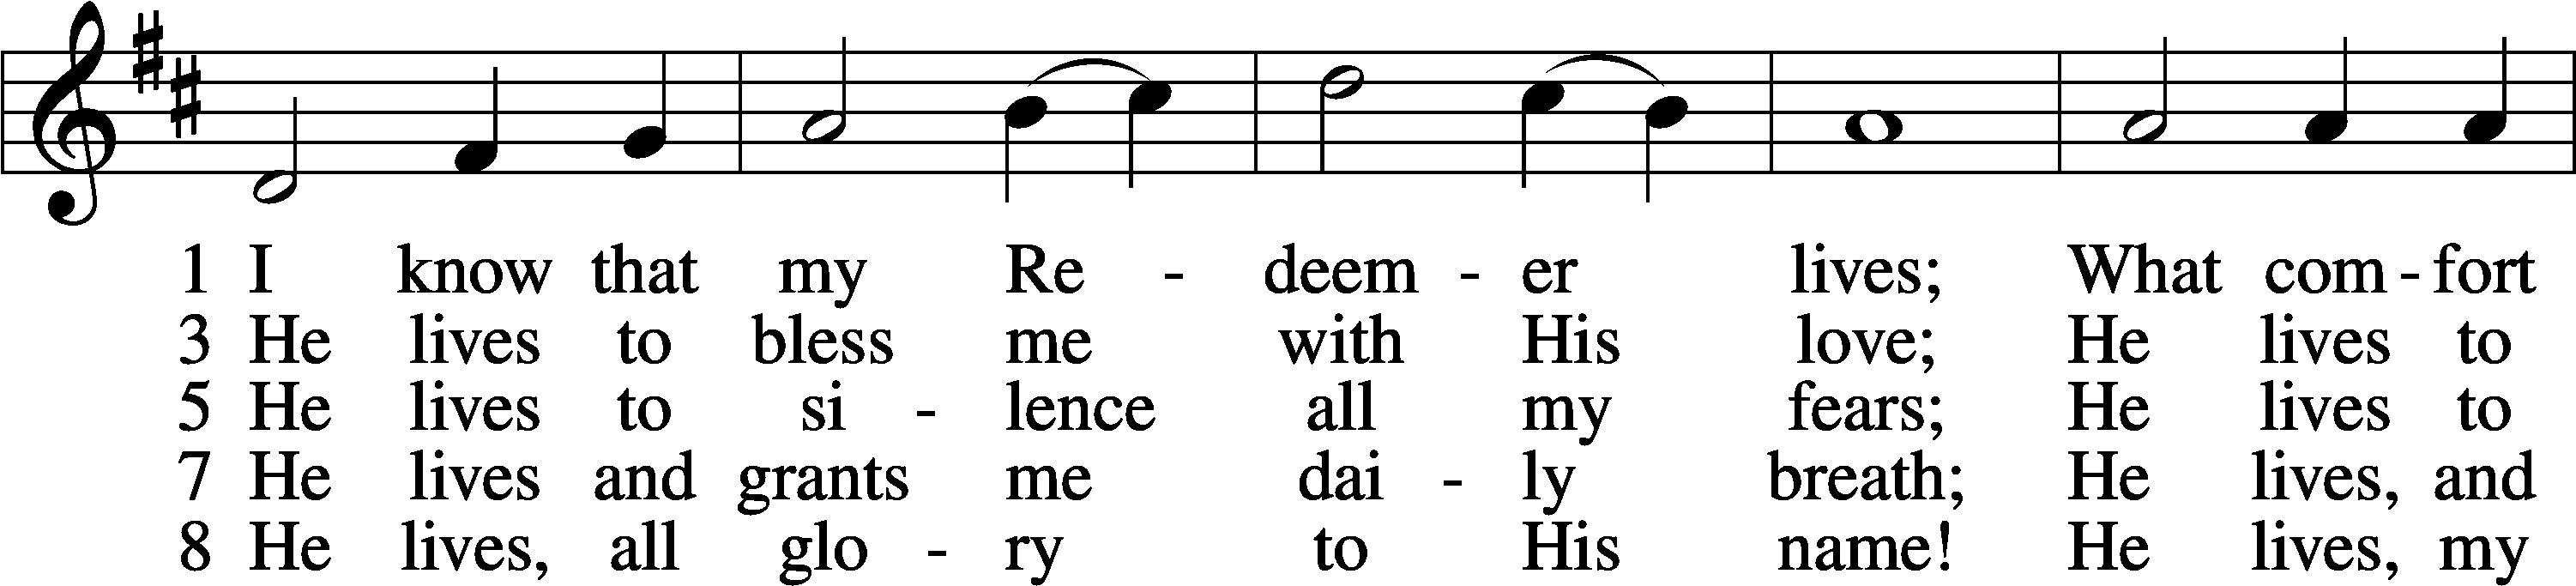 1 I know that my Re - deem - er lives; What com - fort
3 He lives to bless me with His love; He lives to
5 He lives to si - lence all my fears; He lives to
7 He lives and grants me dai - ly breath; He lives, and
8 He lives, all glo - ry to His name! He lives, my